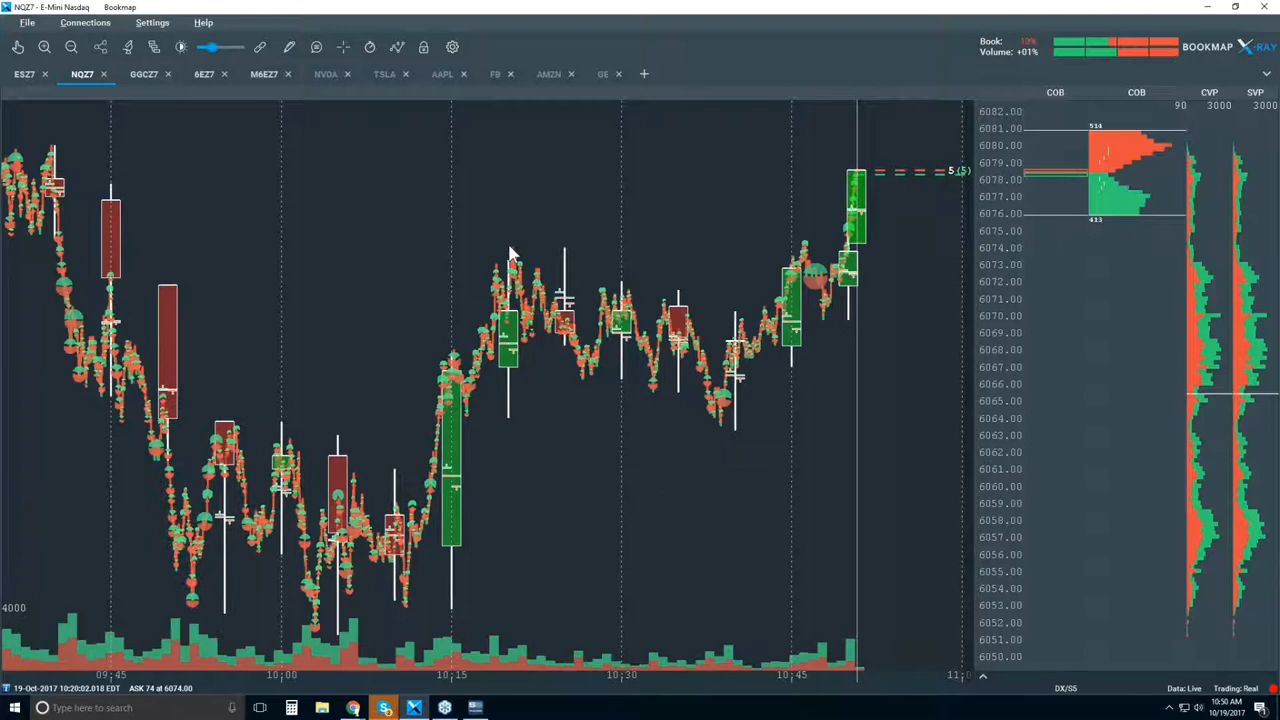 NQZ7 - E-Mini Nasdaq Bookmap
File Connections Settings Help
Book: 19%
Volume: +01%
BOOKMAP X-RAY
ESZ7 × NQZ7 × GGCZ7 × 6EZ7 × M6EZ7 × NVDA × TSLA × AAPL × FB × AMZN × GE × +
COB COB CVP SVP
90 3000 3000
6082.00
6081.00
514
6080.00
6079.00
5 (5)
6078.00
6077.00
6076.00
413
6075.00
6074.00
6073.00
6072.00
6071.00
6070.00
6069.00
6068.00
6067.00
6066.00
6065.00
6064.00
6063.00
6062.00
6061.00
6060.00
6059.00
6058.00
6057.00
6056.00
6055.00
6054.00
6053.00
6052.00
6051.00
6050.00
4000
09:45 10:00 10:15 10:30 10:45 11:0
19-Oct-2017 10:20:02.018 EDT ASK 74 at 6074.00
DX/S5 Data: Live Trading: Real
Type here to search
10:50 AM
10/19/2017